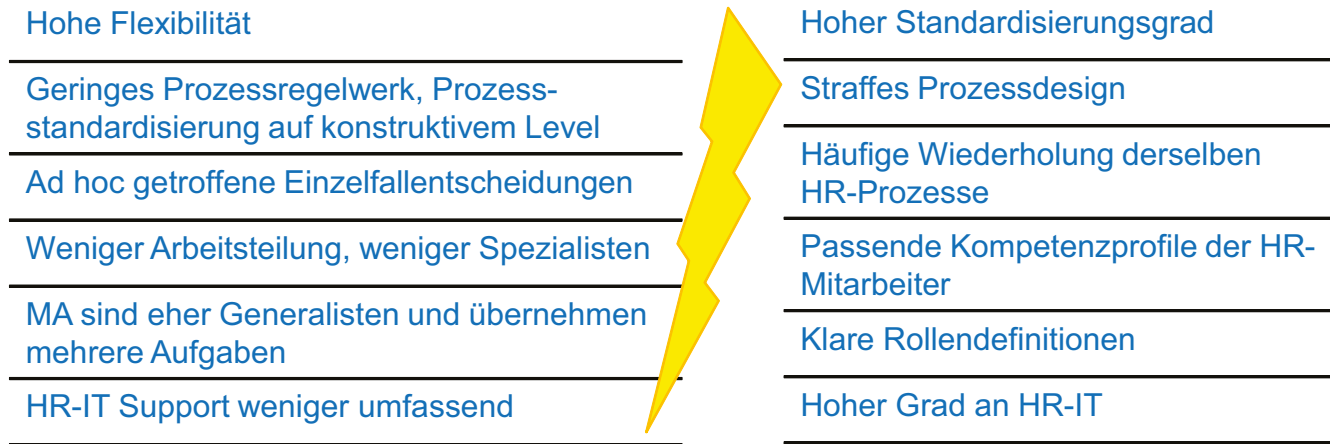 Hohe Flexibilität
Geringes Prozessregelwerk, Prozess-
standardisierung auf konstruktivem Level
Ad hoc getroffene Einzelfallentscheidungen
Weniger Arbeitsteilung, weniger Spezialisten
MA sind eher Generalisten und übernehmen
mehrere Aufgaben
HR-IT Support weniger umfassend
Hoher Standardisierungsgrad
Straffes Prozessdesign
Häufige Wiederholung derselben
HR-Prozesse
Passende Kompetenzprofile der HR-
Mitarbeiter
Klare Rollendefinitionen
Hoher Grad an HR-IT